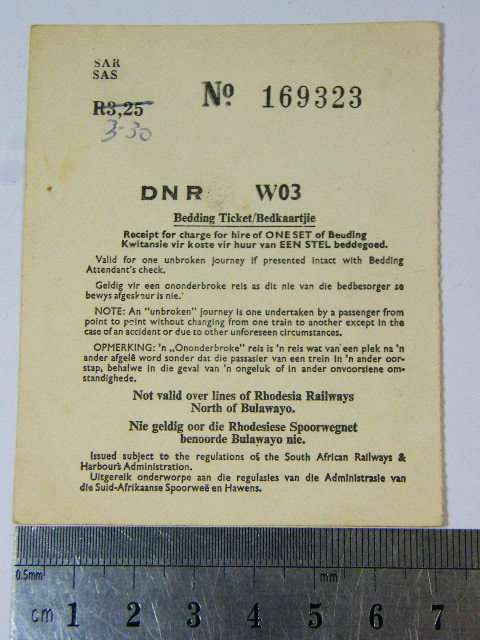 SAR
SAS
R3,25
3-30
Nº 169323
DNR W03
Bedding Ticket/Bedkaartjie
Receipt for charge for hire of ONE SET of Bedding
Kwitansie vir koste vir huur van EEN STEL beddegoed.
Valid for one unbroken journey if presented intact with Bedding
Attendant's check.
Geldig vir een ononderbroke reis as dit nie van die bedbesorger se
bewys afgeskeur is nie.
NOTE: An "unbroken" journey is one undertaken by a passenger from
point to point without changing from one train to another except in the
case of an accident or due to other unforeseen circumstances.
OPMERKING: 'n „Ononderbroke" reis is 'n reis wat van een plek na 'n
ander afgelê word sonder dat die passasier van een trein in 'n ander oor-
stap, behalwe in die geval van 'n ongeluk of in ander onvoorsiene om-
standighede.
Not valid over lines of Rhodesia Railways
North of Bulawayo.
Nie geldig oor die Rhodesiese Spoorwegnet
benoorde Bulawayo nie.
Issued subject to the regulations of the South African Railways &
Harbours Administration.
Uitgereik onderworpe aan die regulasies van die Administrasie van
die Suid-Afrikaanse Spoorweë en Hawens.
0.5mm mm
cm 1 2 3 4 5 6 7